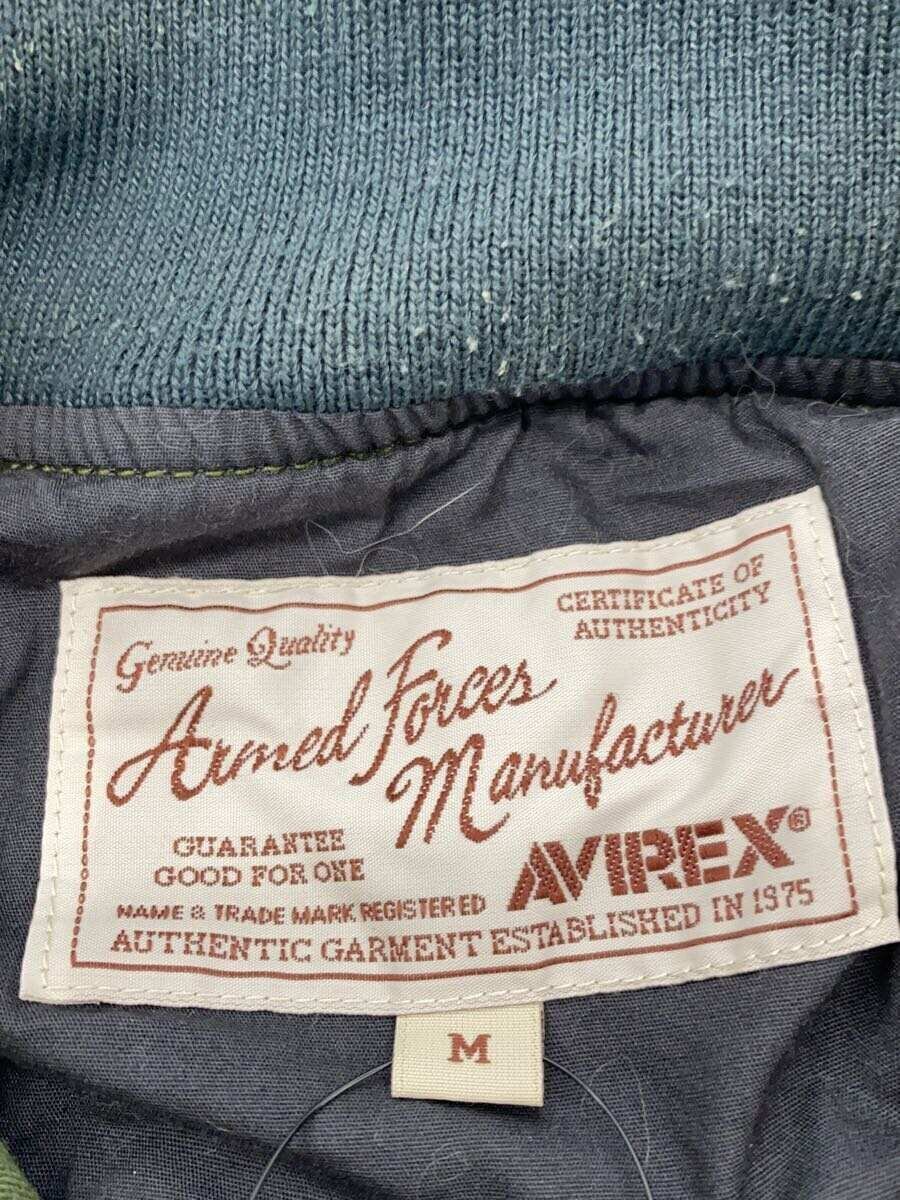 Genuine Quality
CERTIFICATE OF
AUTHENTICITY
Armed Forces
Manufacturer
GUARANTEE
GOOD FOR ONE
AVIREX®
NAME & TRADE MARK REGISTERED
AUTHENTIC GARMENT ESTABLISHED IN 1975
M